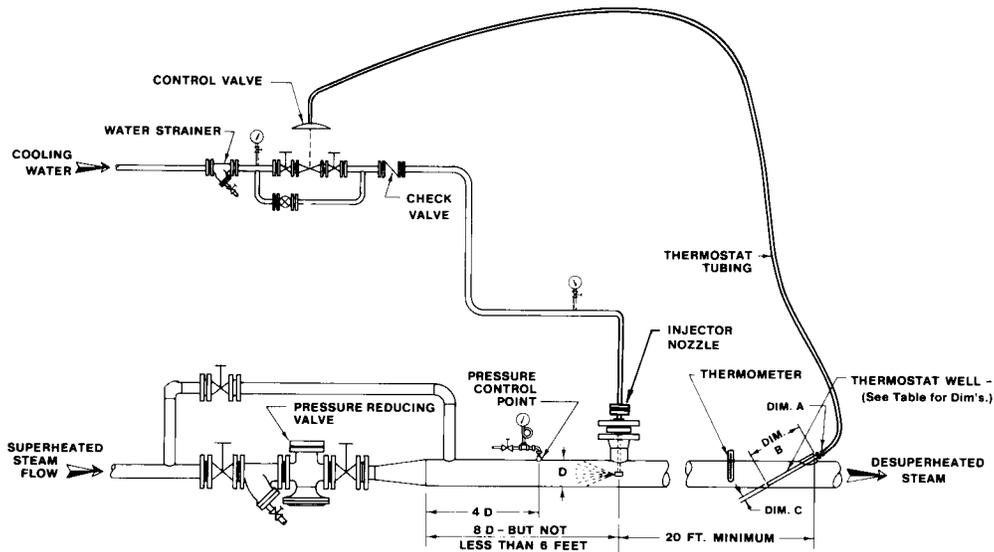 CONTROL VALVE
WATER STRAINER
COOLING
WATER
CHECK
VALVE
THERMOSTAT
TUBING
INJECTOR
NOZZLE
PRESSURE
CONTROL
POINT
THERMOMETER
THERMOSTAT WELL -
(See Table for Dim's.)
DIM. A
DIM
B
PRESSURE REDUCING
VALVE
SUPERHEATED
STEAM
FLOW
D
DESUPERHEATED
STEAM
DIM. C
4 D
8 D - BUT NOT
LESS THAN 6 FEET
20 FT. MINIMUM